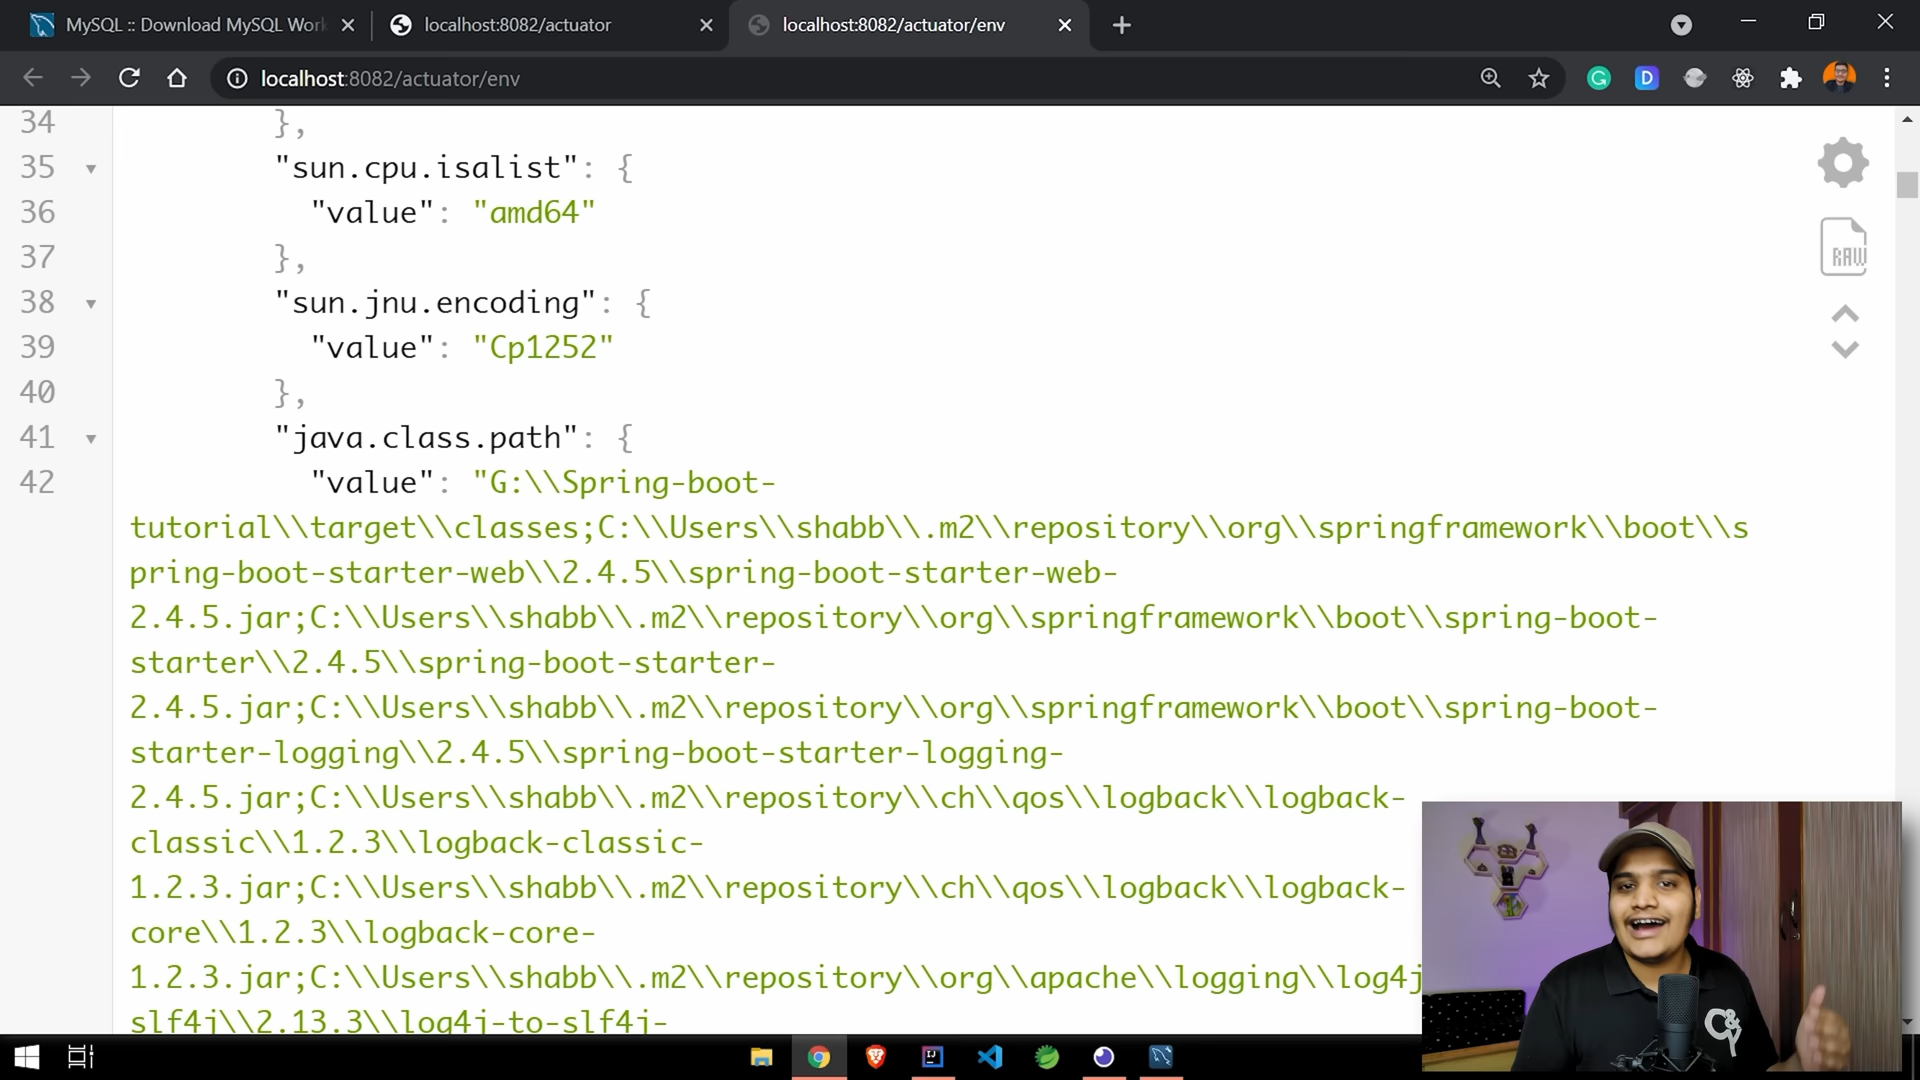 MySQL :: Download MySQL Work
localhost:8082/actuator
localhost:8082/actuator/env
localhost:8082/actuator/env
34 },
35 "sun.cpu.isalist": {
36 "value": "amd64"
37 },
38 "sun.jnu.encoding": {
39 "value": "Cp1252"
40 },
41 "java.class.path": {
42 "value": "G:\\Spring-boot-
tutorial\\target\\classes;C:\\Users\\shabb\\.m2\\repository\\org\\springframework\\boot\\s
pring-boot-starter-web\\2.4.5\\spring-boot-starter-web-
2.4.5.jar;C:\\Users\\shabb\\.m2\\repository\\org\\springframework\\boot\\spring-boot-
starter\\2.4.5\\spring-boot-starter-
2.4.5.jar;C:\\Users\\shabb\\.m2\\repository\\org\\springframework\\boot\\spring-boot-
starter-logging\\2.4.5\\spring-boot-starter-logging-
2.4.5.jar;C:\\Users\\shabb\\.m2\\repository\\ch\\qos\\logback\\logback-
classic\\1.2.3\\logback-classic-
1.2.3.jar;C:\\Users\\shabb\\.m2\\repository\\ch\\qos\\logback\\logback-
core\\1.2.3\\logback-core-
1.2.3.jar;C:\\Users\\shabb\\.m2\\repository\\org\\apache\\logging\\log4j
slf4j\\2.13.3\\log4j-to-slf4j-
RAW